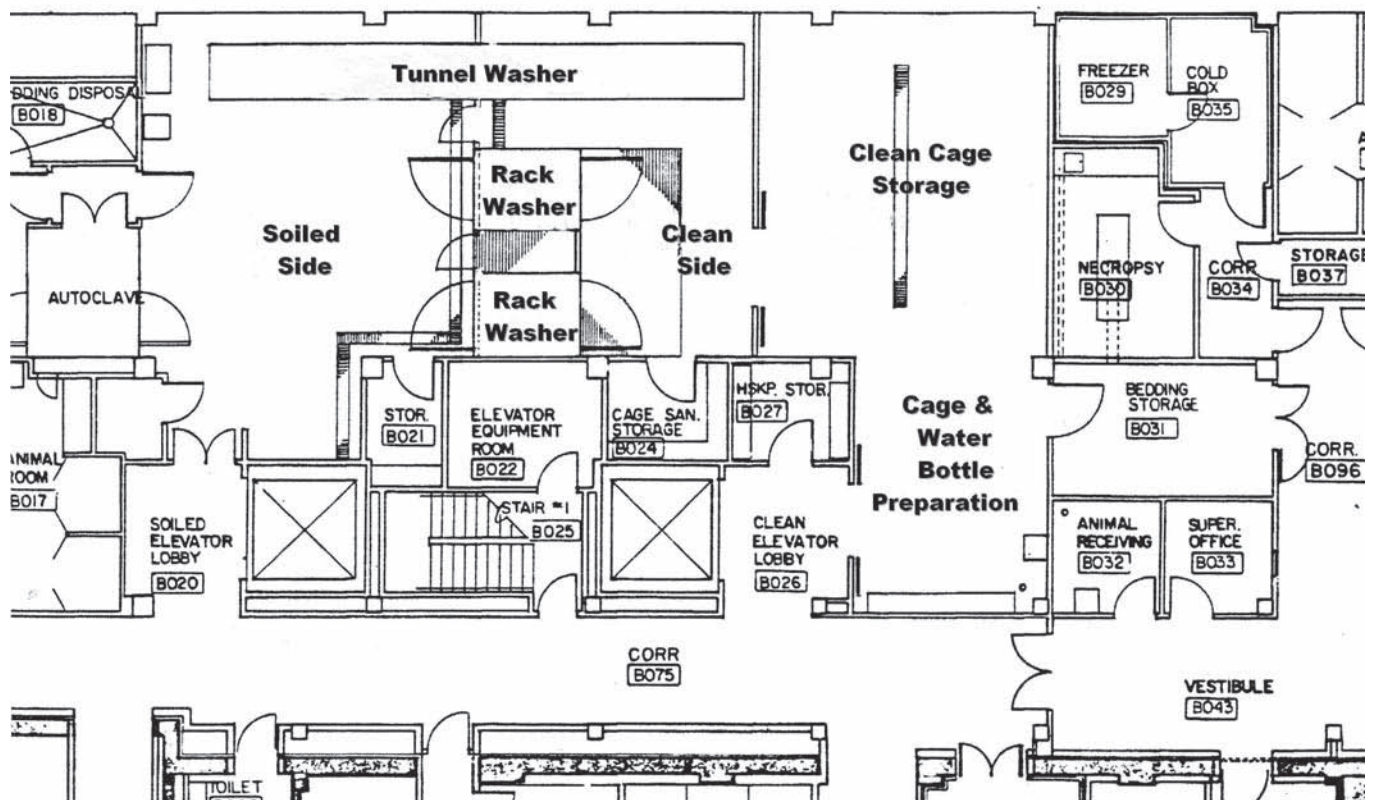 Tunnel Washer
DDING DISPOSAL
B018
FREEZER
B029
COLD
BOX
B035
Clean Cage
Storage
Rack
Washer
Soiled
Side
Clean
Side
AUTOCLAVE
Rack
Washer
NECROPSY
B030
CORR
B034
STORAGE
B037
STOR.
B021
ELEVATOR
EQUIPMENT
ROOM
B022
CAGE SAN.
STORAGE
B024
HSKP. STOR.
B027
Cage &
Water
Bottle
Preparation
BEDDING
STORAGE
B031
CORR.
B096
ANIMAL
ROOM
B017
SOILED
ELEVATOR
LOBBY
B020
STAIR #1
B025
CLEAN
ELEVATOR
LOBBY
B026
ANIMAL
RECEIVING
B032
SUPER.
OFFICE
B033
CORR
B075
VESTIBULE
B043
TOILET